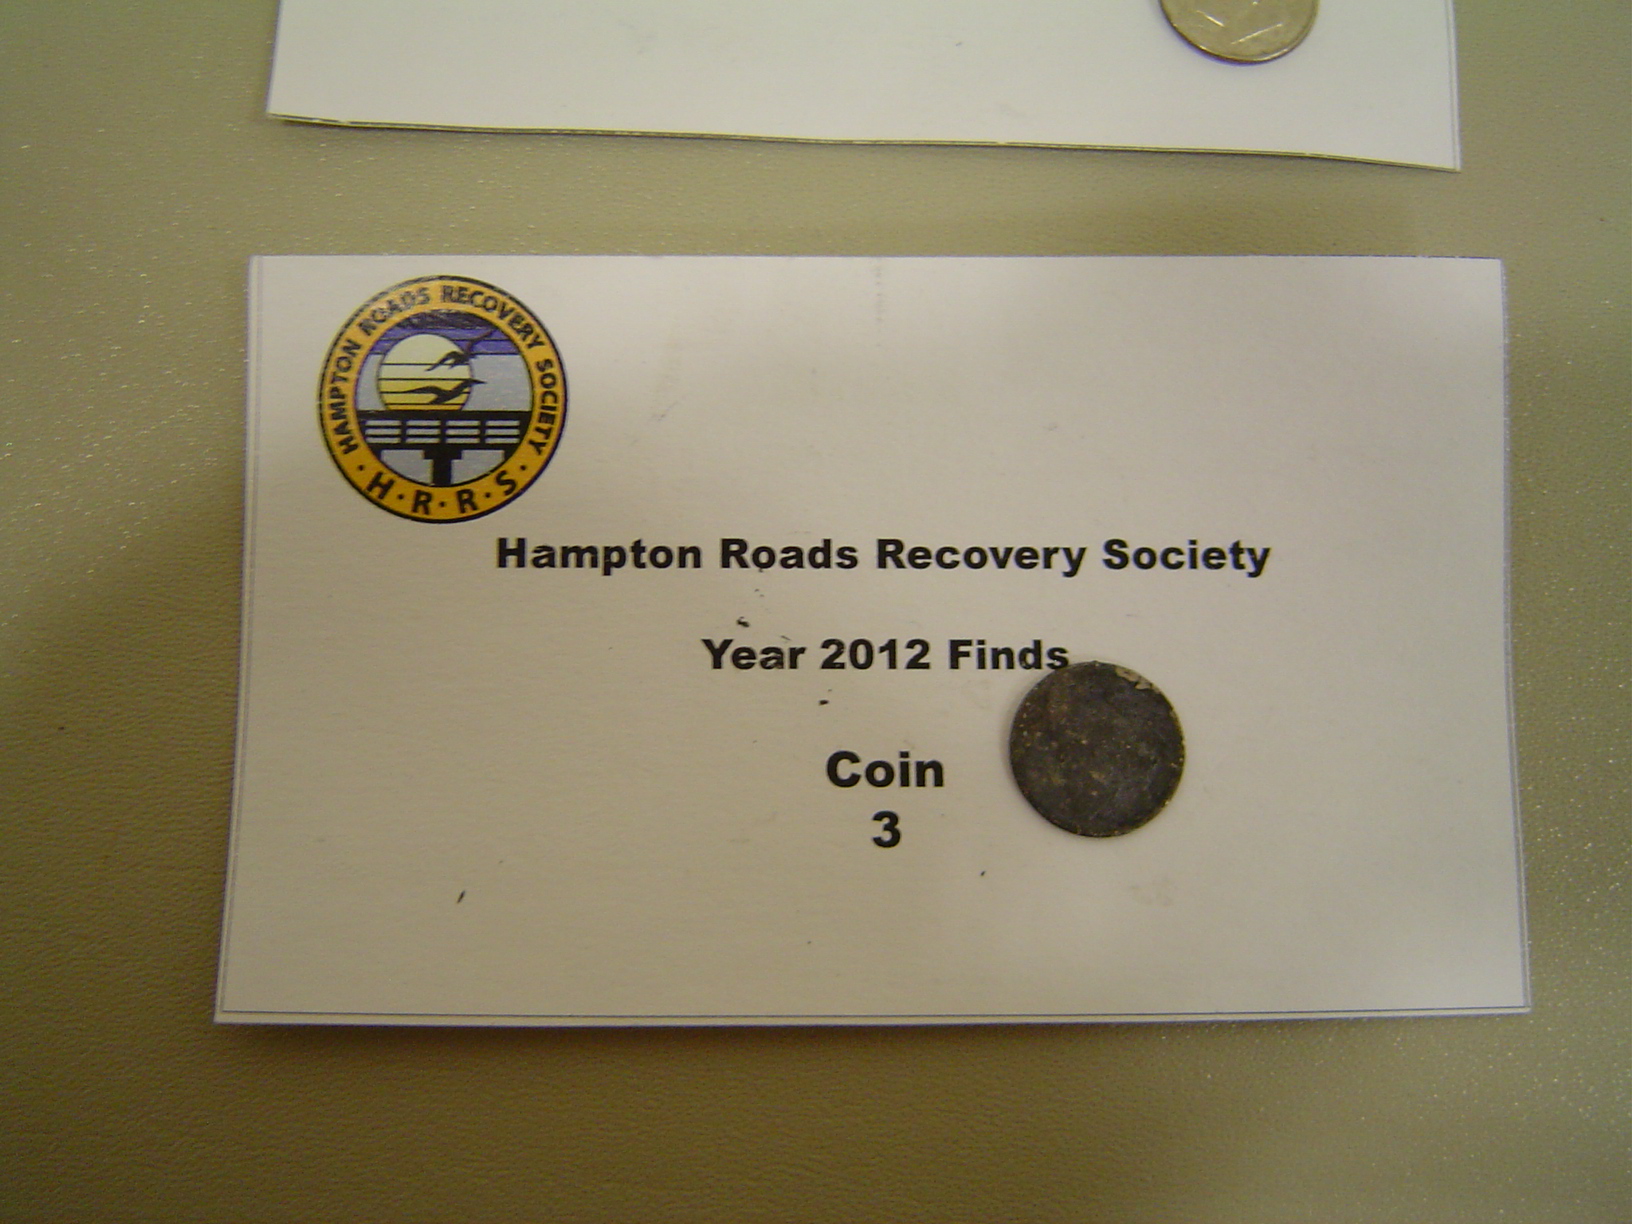 HAMPTON ROADS RECOVERY SOCIETY
H·R·R·S
Hampton Roads Recovery Society
Year 2012 Finds
Coin
3